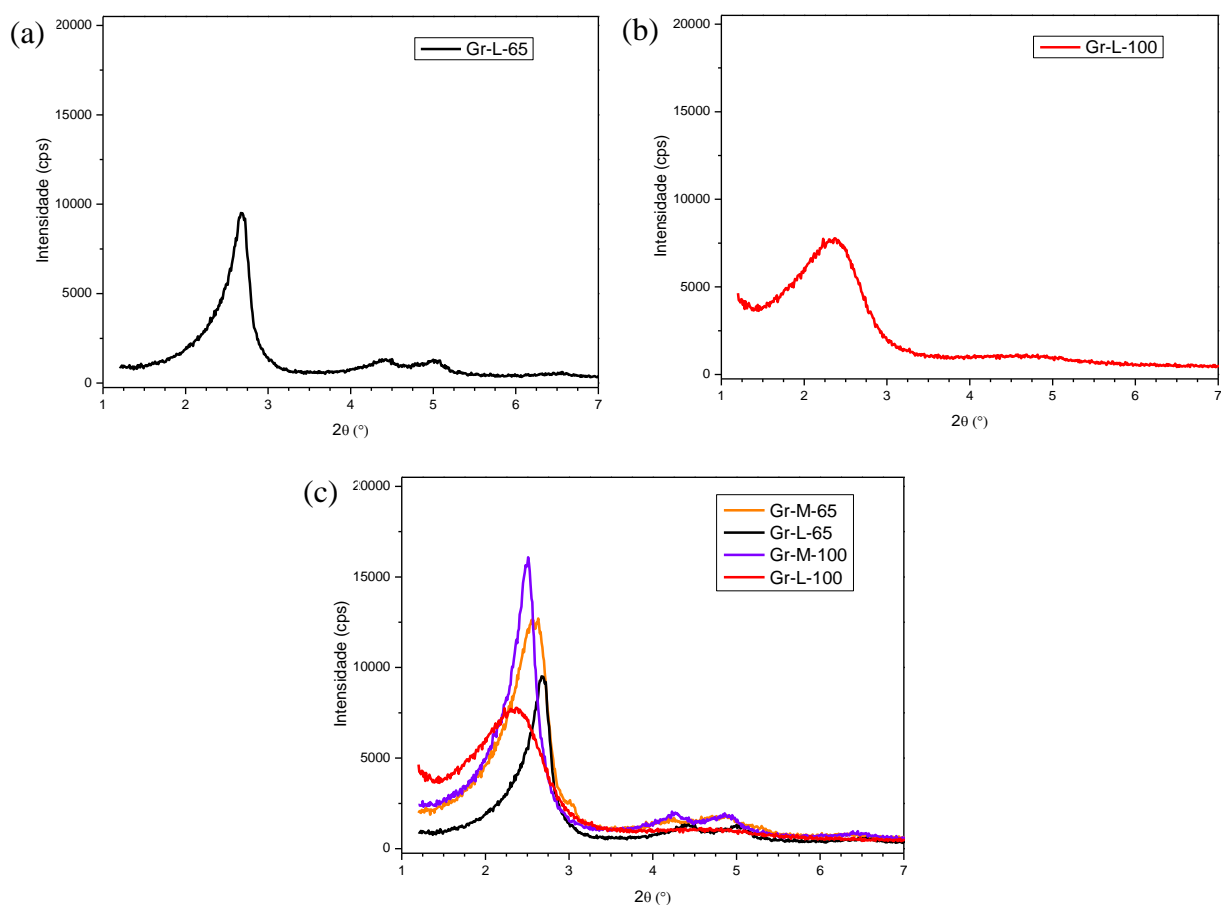 (a)
Gr-L-65
Intensidade (cps)
20000
15000
10000
5000
0
1 2 3 4 5 6 7
2θ (°)
(b)
Gr-L-100
Intensidade (cps)
20000
15000
10000
5000
0
1 2 3 4 5 6 7
2θ (°)
(c)
Gr-M-65
Gr-L-65
Gr-M-100
Gr-L-100
Intensidade (cps)
20000
15000
10000
5000
0
1 2 3 4 5 6 7
2θ (°)